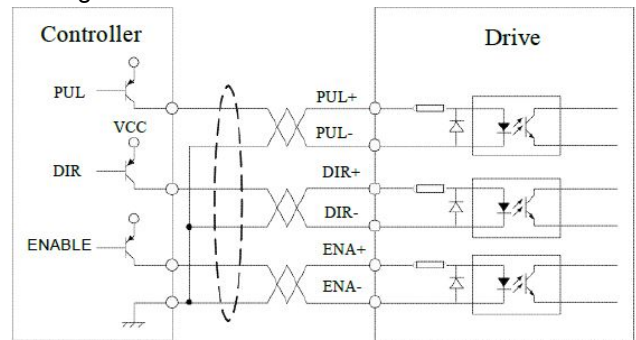 Controller
Drive
PUL
VCC
DIR
ENABLE
PUL+
PUL-
DIR+
DIR-
ENA+
ENA-